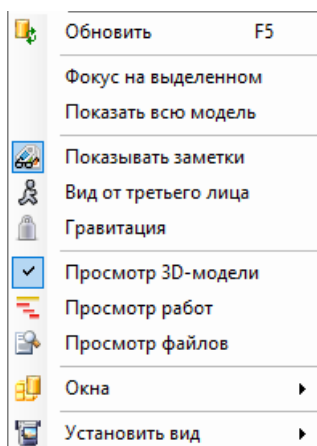 Обновить F5
Фокус на выделенном
Показать всю модель
Показывать заметки
Вид от третьего лица
Гравитация
Просмотр 3D-модели
Просмотр работ
Просмотр файлов
Окна
Установить вид